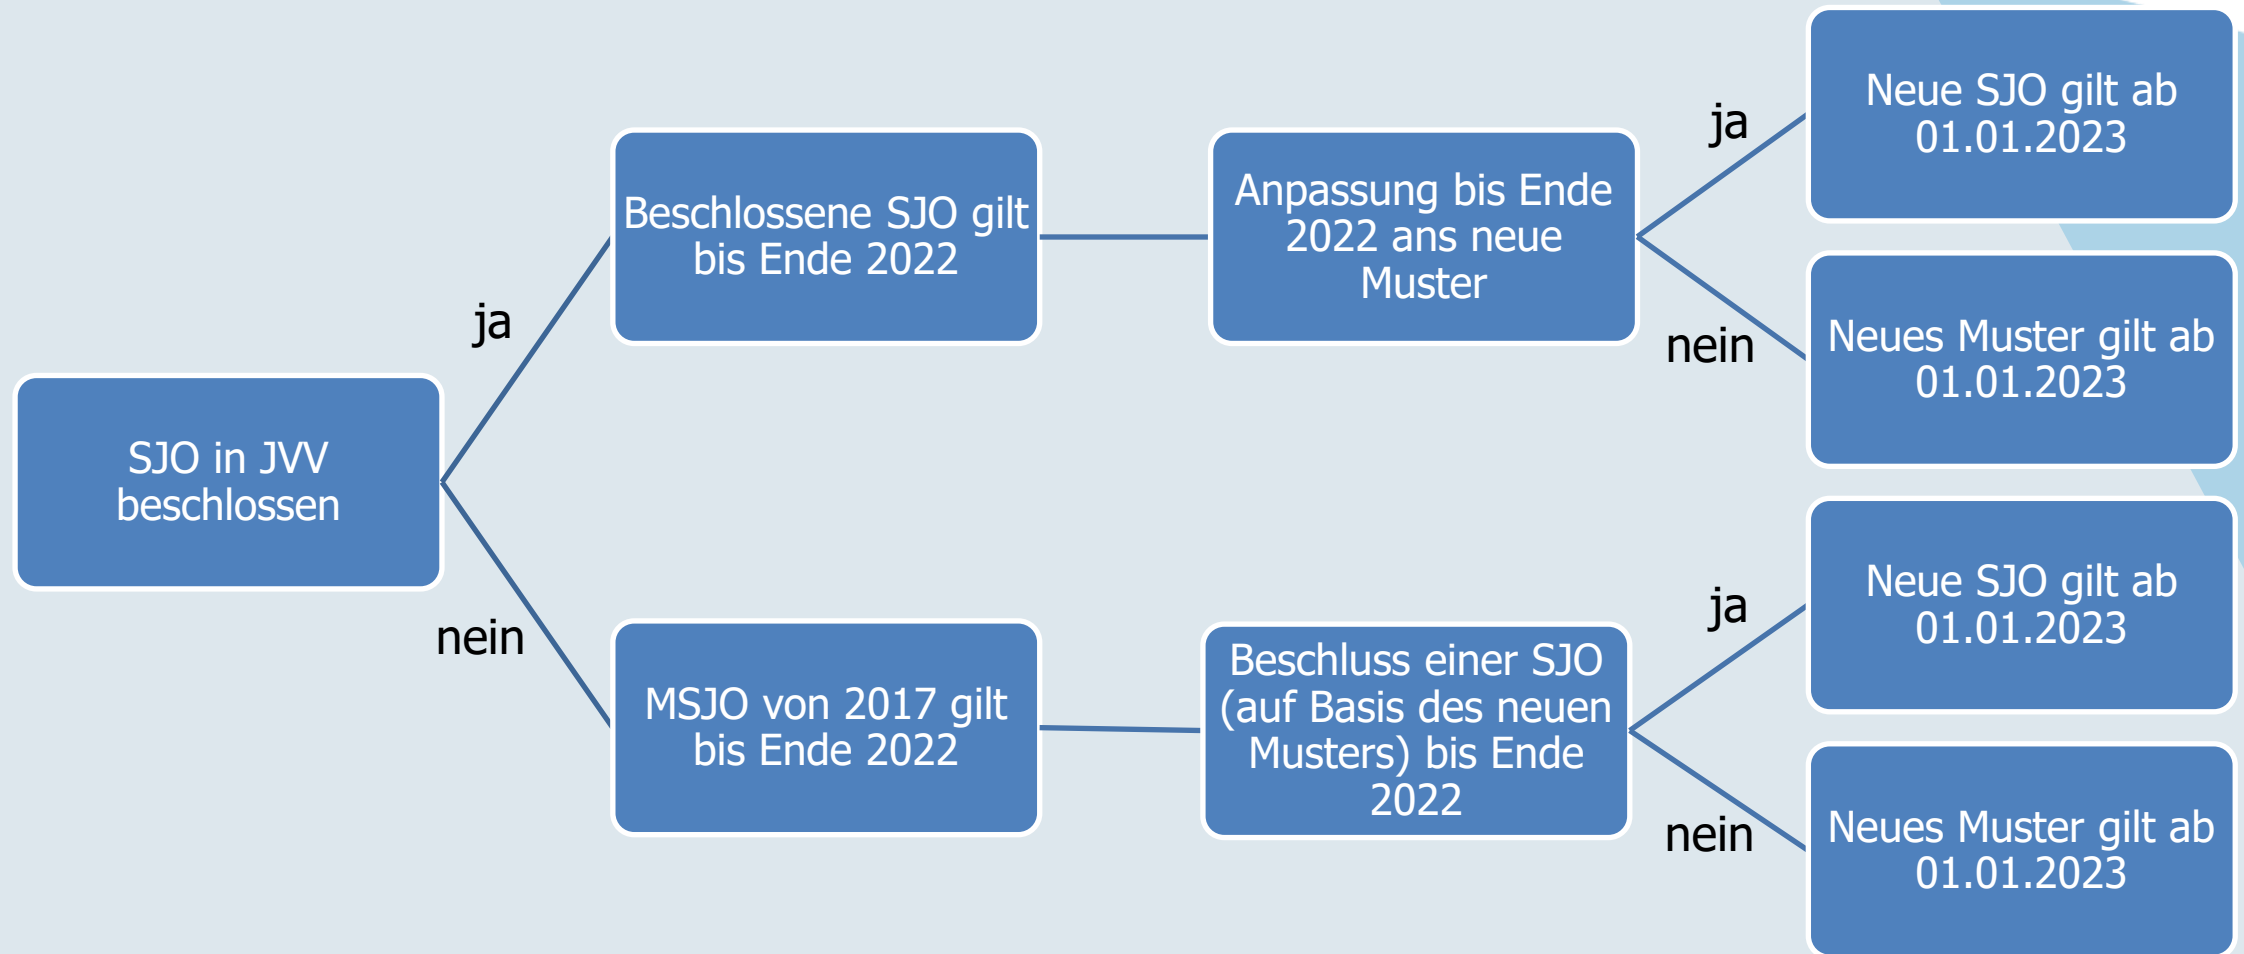 SJO in JVV
beschlossen
ja
nein
Beschlossene SJO gilt
bis Ende 2022
Anpassung bis Ende
2022 ans neue
Muster
ja
nein
Neue SJO gilt ab
01.01.2023
Neues Muster gilt ab
01.01.2023
MSJO von 2017 gilt
bis Ende 2022
Beschluss einer SJO
(auf Basis des neuen
Musters) bis Ende
2022
ja
nein
Neue SJO gilt ab
01.01.2023
Neues Muster gilt ab
01.01.2023